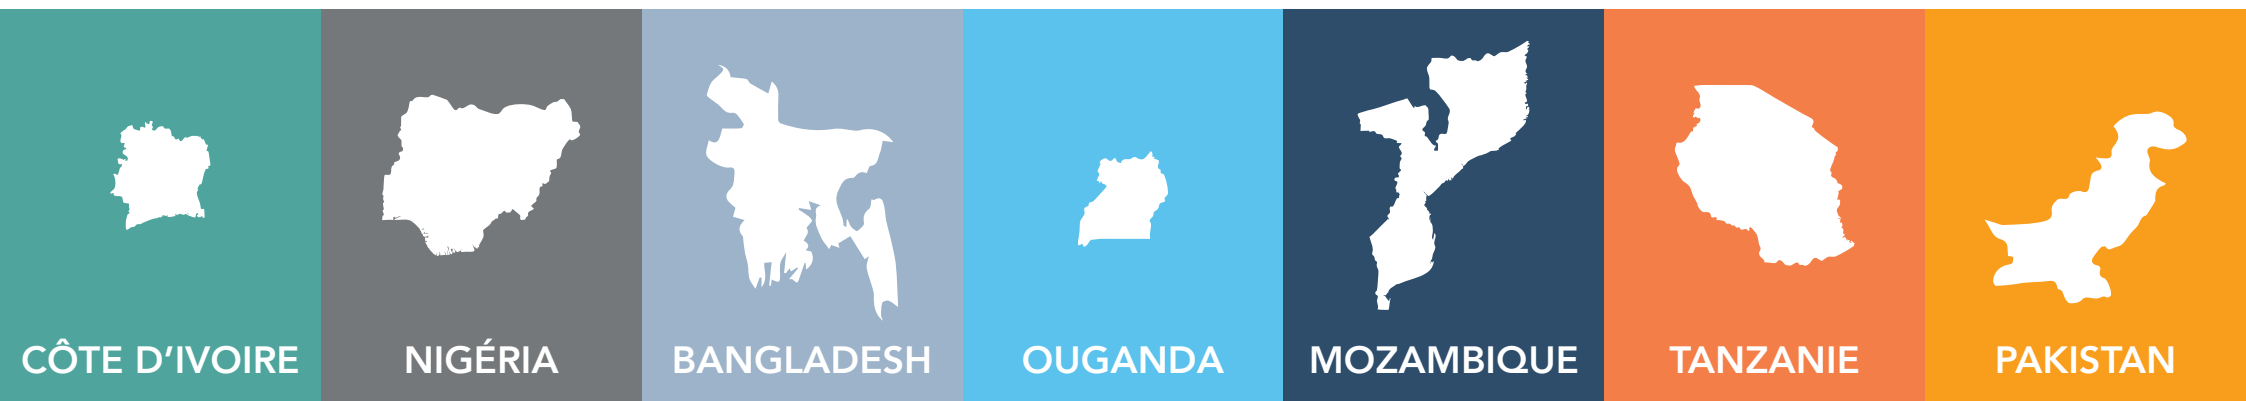 CÔTE D’IVOIRE
NIGÉRIA
BANGLADESH
OUGANDA
MOZAMBIQUE
TANZANIE
PAKISTAN